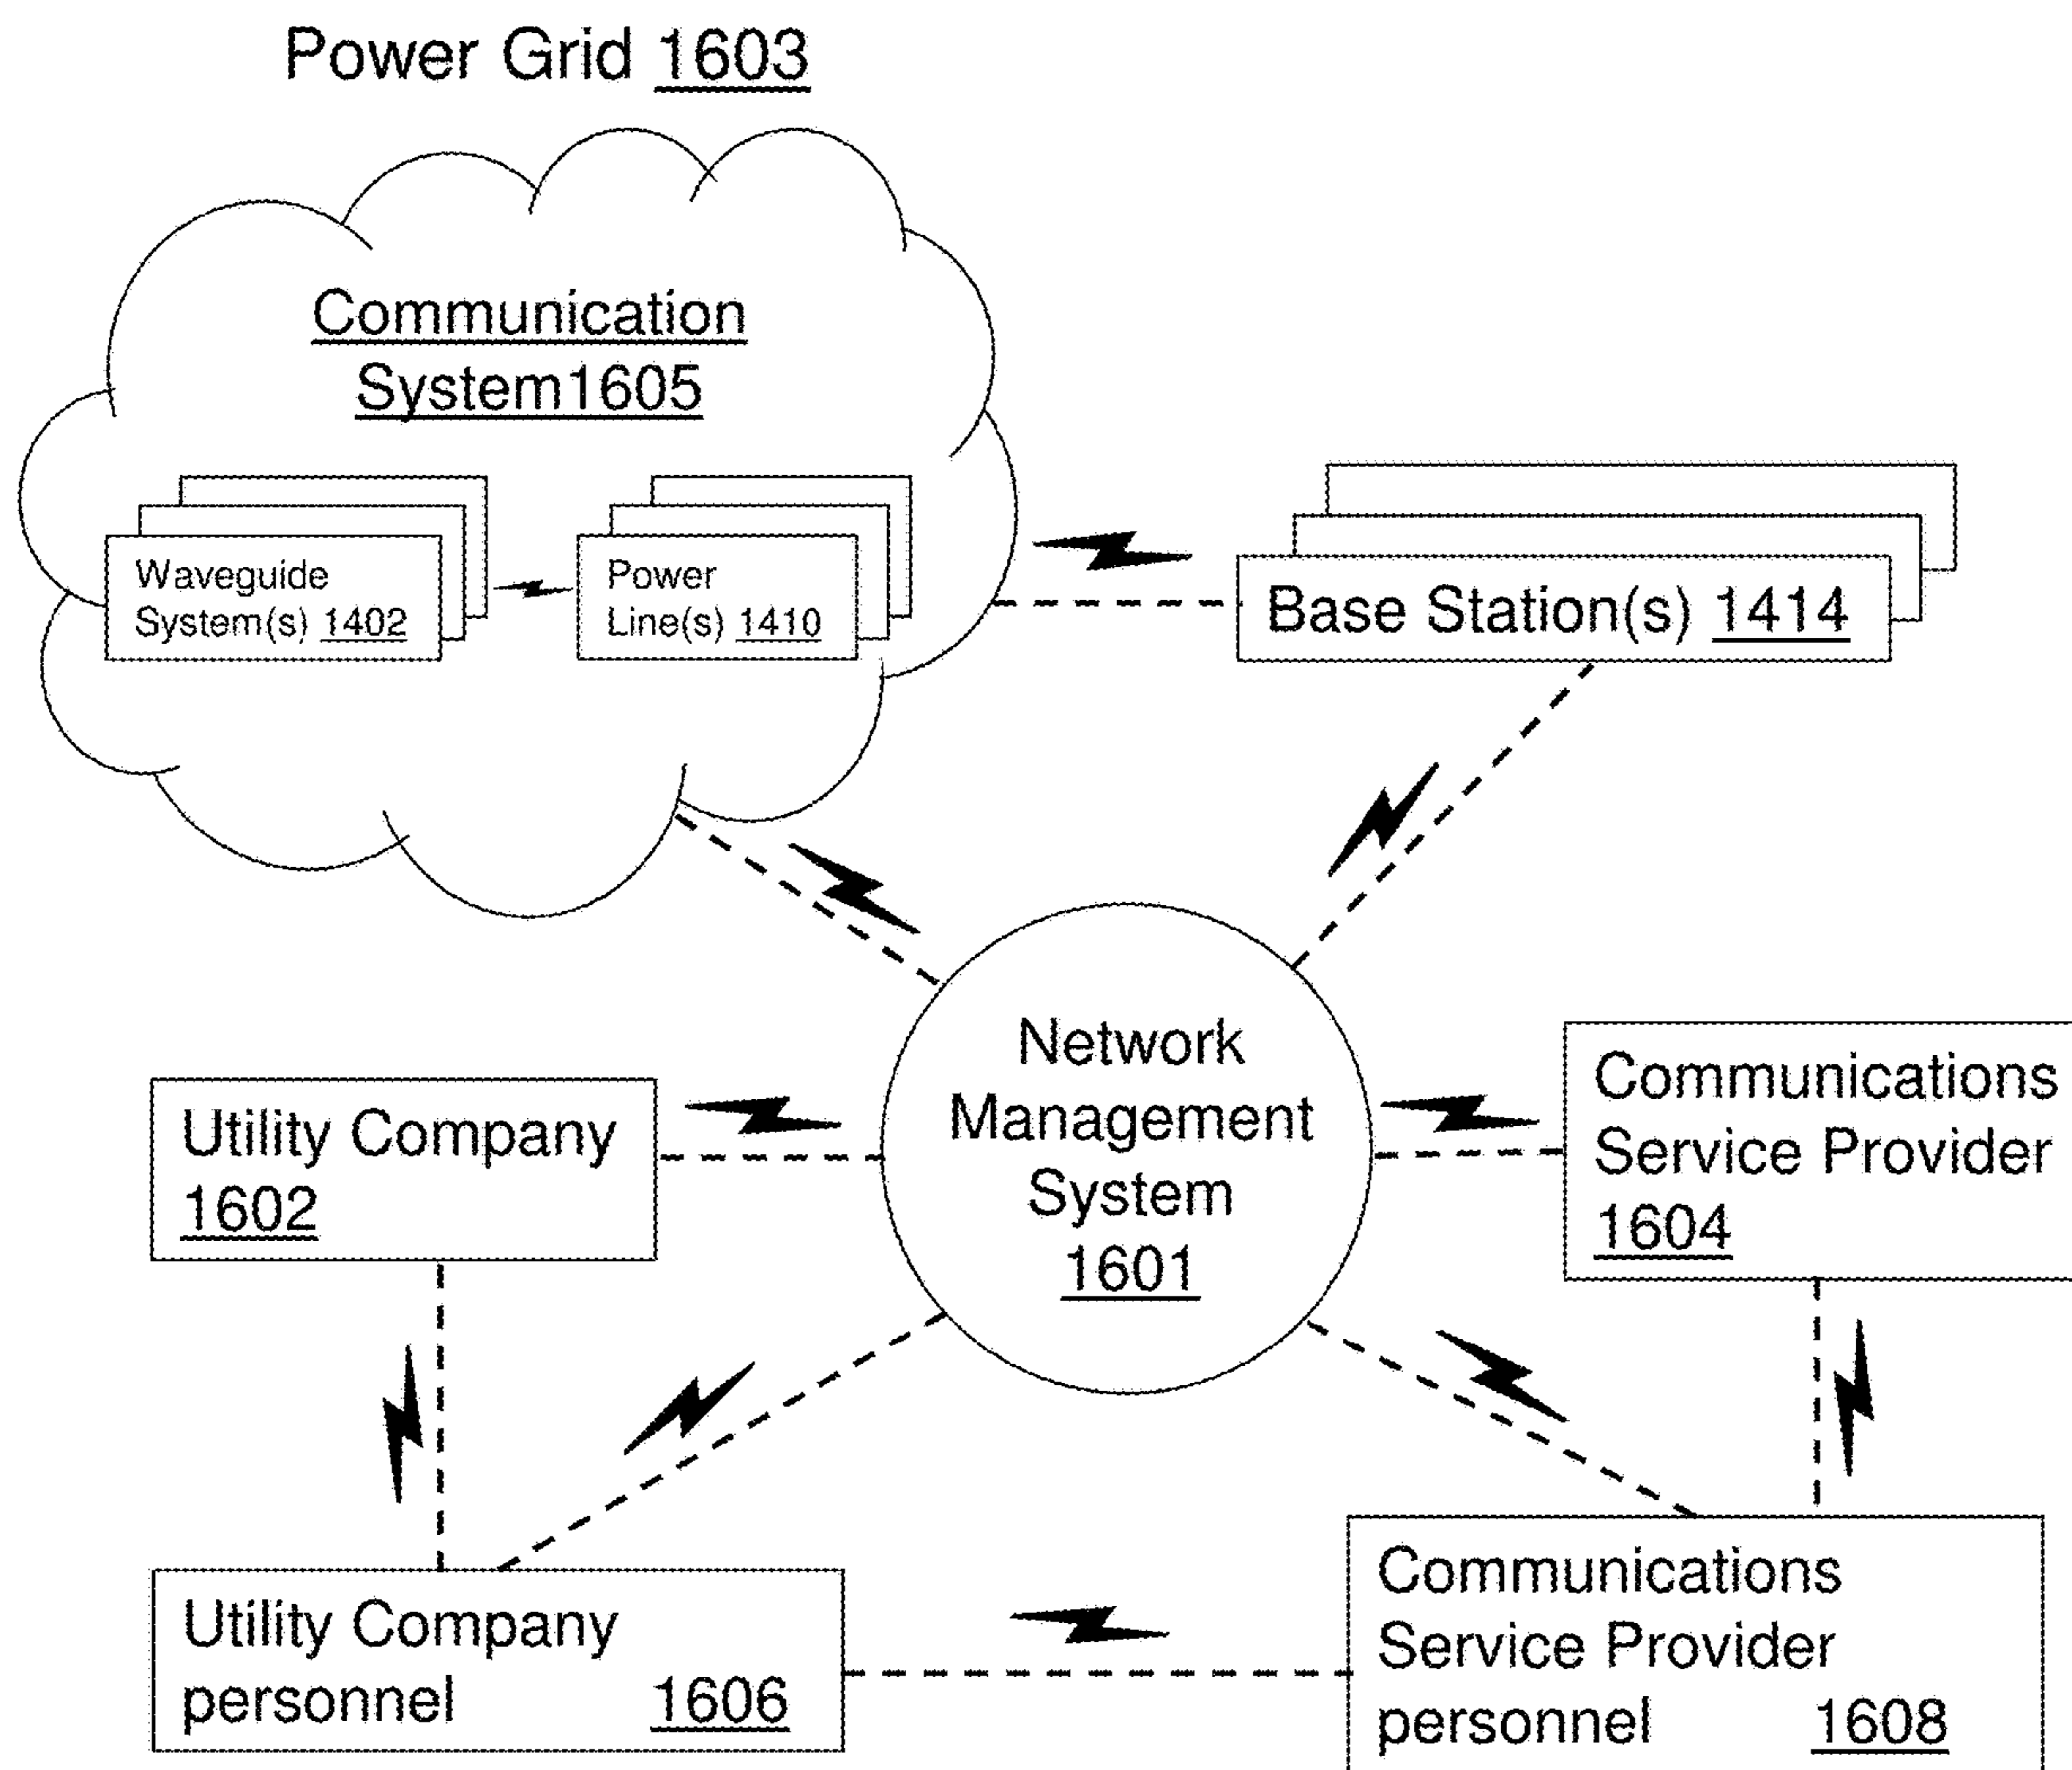 Power Grid 1603
Communication
System1605
Waveguide
System(s) 1402
Power
Line(s) 1410
Base Station(s) 1414
Network
Management
System
1601
Utility Company
1602
Communications
Service Provider
1604
Utility Company
personnel 1606
Communications
Service Provider
personnel 1608